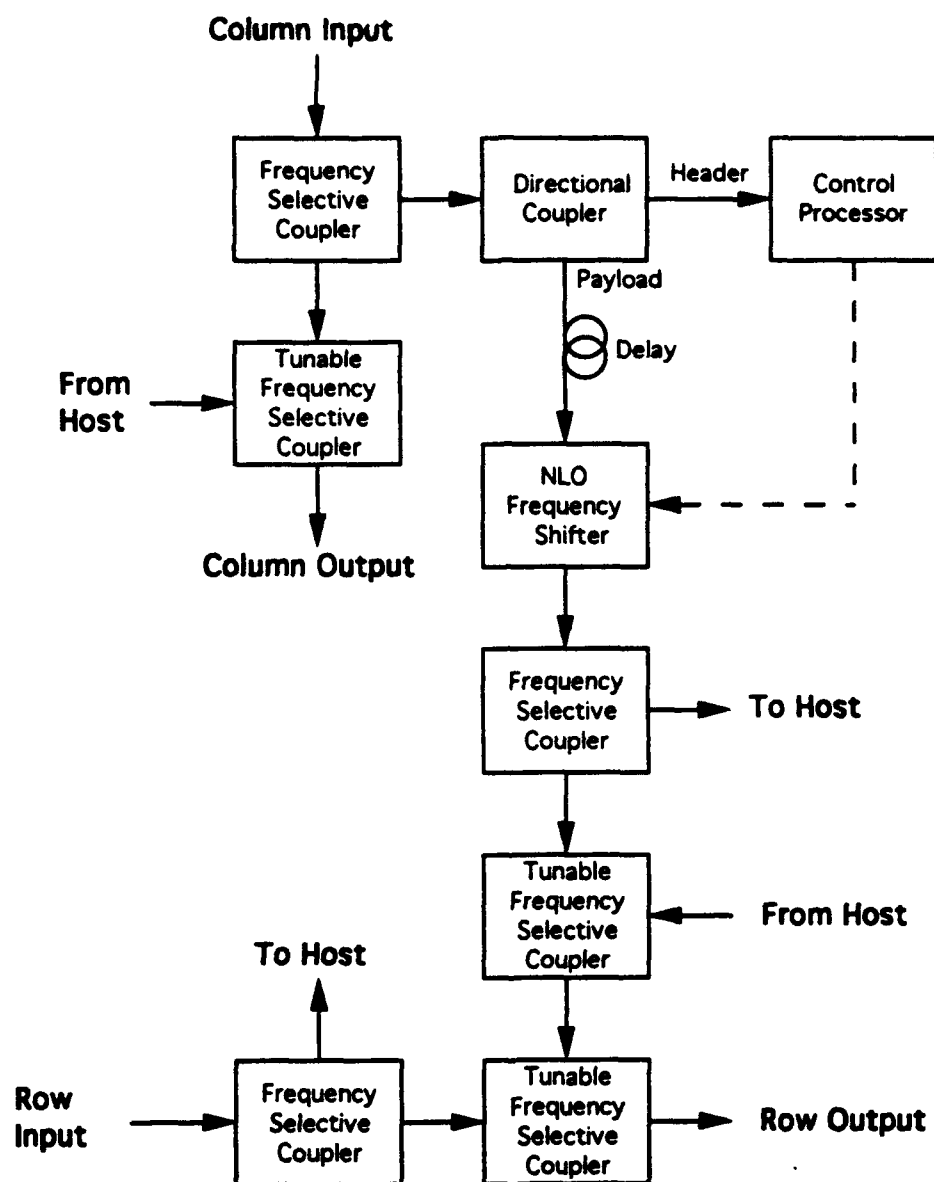 Column Input
Frequency
Selective
Coupler
Directional
Coupler
Header
Control
Processor
Payload
Delay
From
Host
Tunable
Frequency
Selective
Coupler
NLO
Frequency
Shifter
Column Output
Frequency
Selective
Coupler
To Host
Tunable
Frequency
Selective
Coupler
From Host
To Host
Row
Input
Frequency
Selective
Coupler
Tunable
Frequency
Selective
Coupler
Row Output